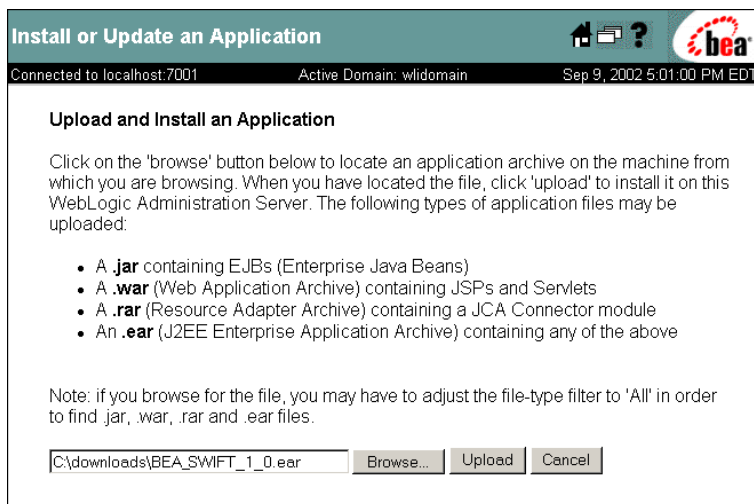 Install or Update an Application
?
bea
Connected to localhost:7001 Active Domain: wlidomain Sep 9, 2002 5:01:00 PM EDT
Upload and Install an Application
Click on the 'browse' button below to locate an application archive on the machine from
which you are browsing. When you have located the file, click 'upload' to install it on this
WebLogic Administration Server. The following types of application files may be
uploaded:
• A .jar containing EJBs (Enterprise Java Beans)
• A .war (Web Application Archive) containing JSPs and Servlets
• A .rar (Resource Adapter Archive) containing a JCA Connector module
• An .ear (J2EE Enterprise Application Archive) containing any of the above
Note: if you browse for the file, you may have to adjust the file-type filter to 'All' in order
to find .jar, .war, .rar and .ear files.
C:\downloads\BEA_SWIFT_1_0.ear Browse... Upload Cancel